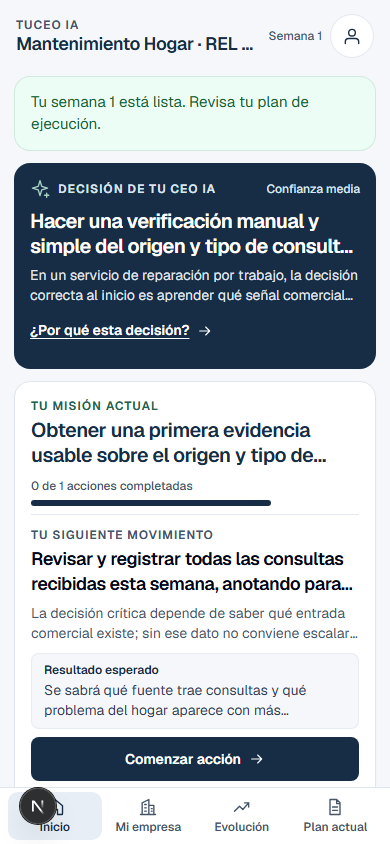 TUCEO IA
Mantenimiento Hogar · REL ...
Semana 1
Tu semana 1 está lista. Revisa tu plan de
ejecución.
DECISIÓN DE TU CEO IA
Confianza media
Hacer una verificación manual y
simple del origen y tipo de consult...
En un servicio de reparación por trabajo, la decisión
correcta al inicio es aprender qué señal comercial...
¿Por qué esta decisión? →
TU MISIÓN ACTUAL
Obtener una primera evidencia
usable sobre el origen y tipo de...
0 de 1 acciones completadas
TU SIGUIENTE MOVIMIENTO
Revisar y registrar todas las consultas
recibidas esta semana, anotando para...
La decisión crítica depende de saber qué entrada
comercial existe; sin ese dato no conviene escalar...
Resultado esperado
Se sabrá qué fuente trae consultas y qué
problema del hogar aparece con más...
Comenzar acción →
N
Inicio
Mi empresa
Evolución
Plan actual